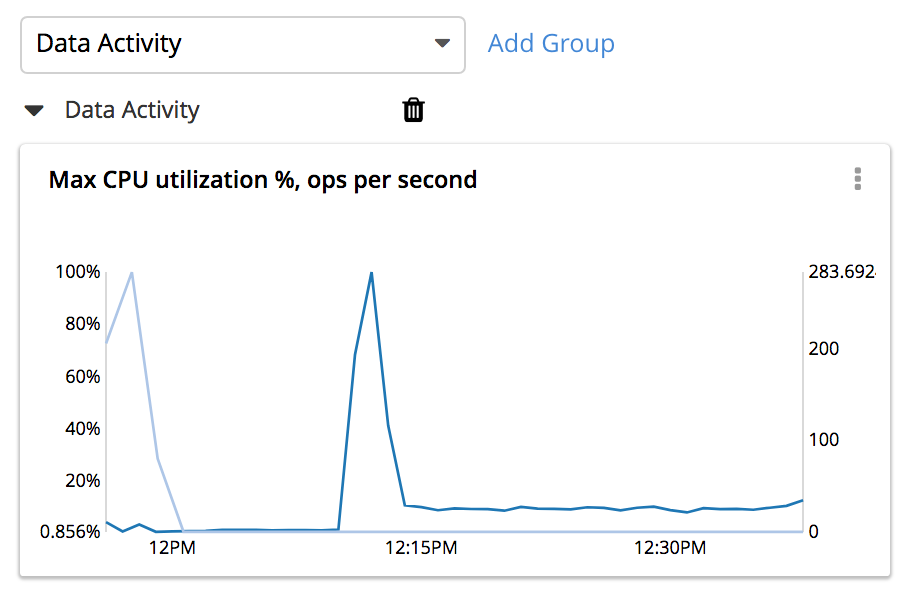 Data Activity
Add Group
Data Activity
Max CPU utilization %, ops per second
100%
80%
60%
40%
20%
0.856%
283.692
200
100
0
12PM
12:15PM
12:30PM